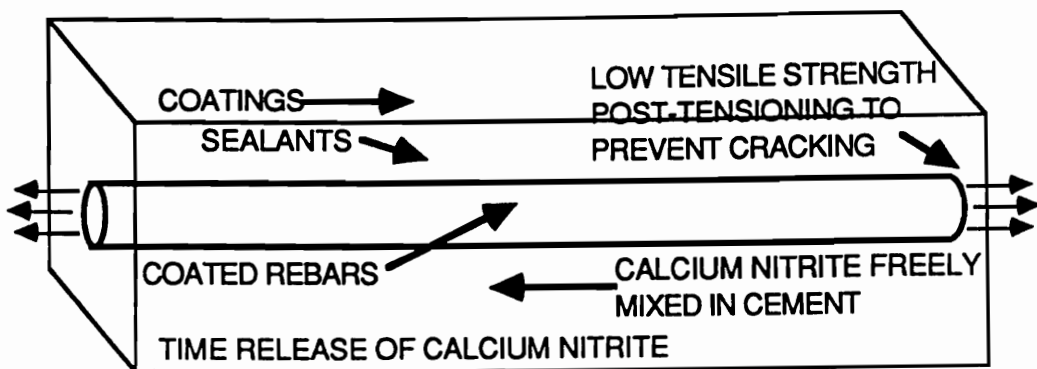 COATINGS
SEALANTS
LOW TENSILE STRENGTH
POST-TENSIONING TO
PREVENT CRACKING
COATED REBARS
CALCIUM NITRITE FREELY
MIXED IN CEMENT
TIME RELEASE OF CALCIUM NITRITE